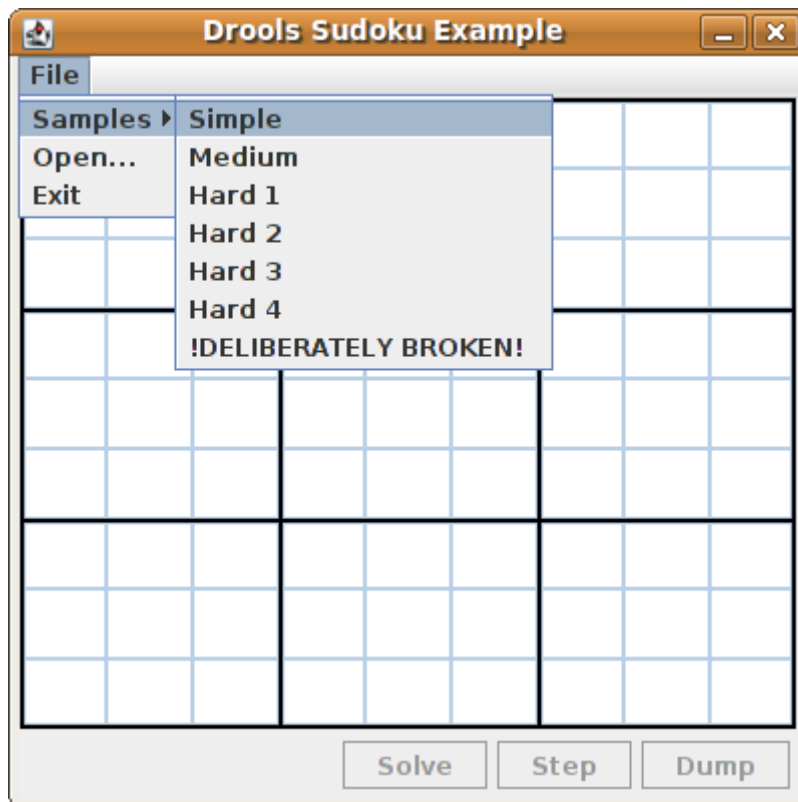 Drools Sudoku Example
File
Samples
Open...
Exit
Simple
Medium
Hard 1
Hard 2
Hard 3
Hard 4
!DELIBERATELY BROKEN!
Solve
Step
Dump